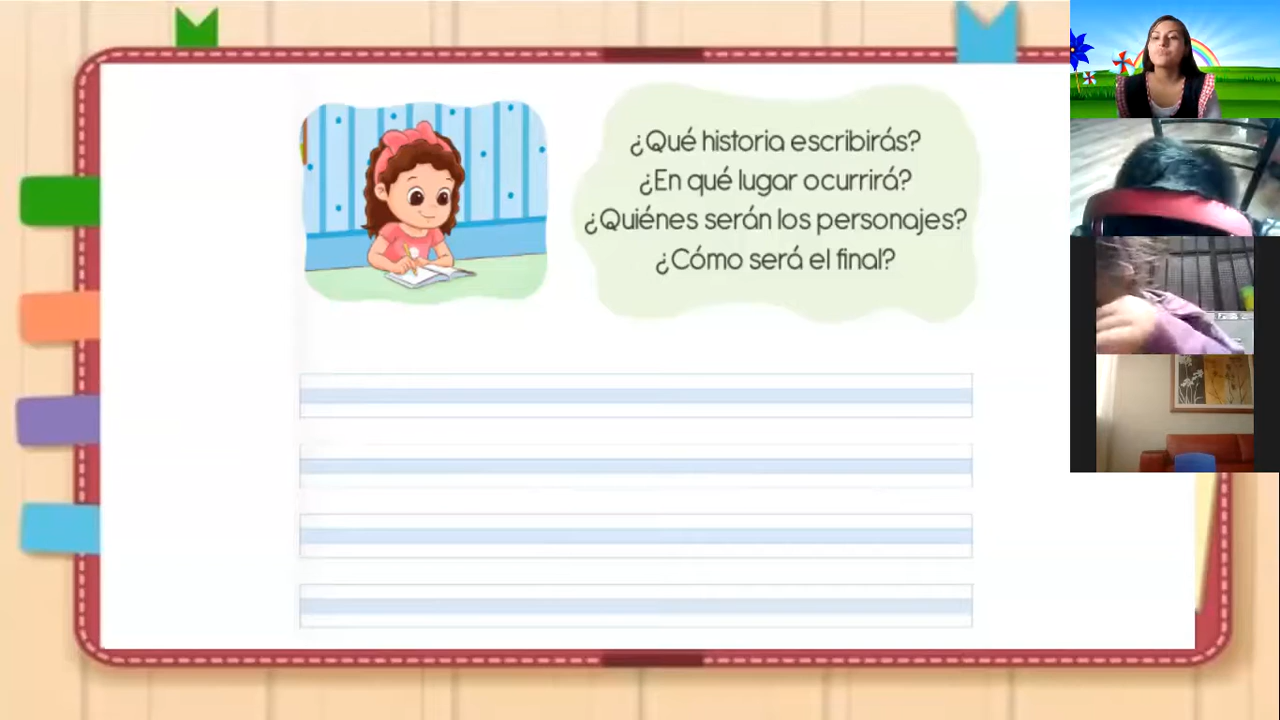 ¿Qué historia escribirás?
¿En qué lugar ocurrirá?
¿Quiénes serán los personajes?
¿Cómo será el final?